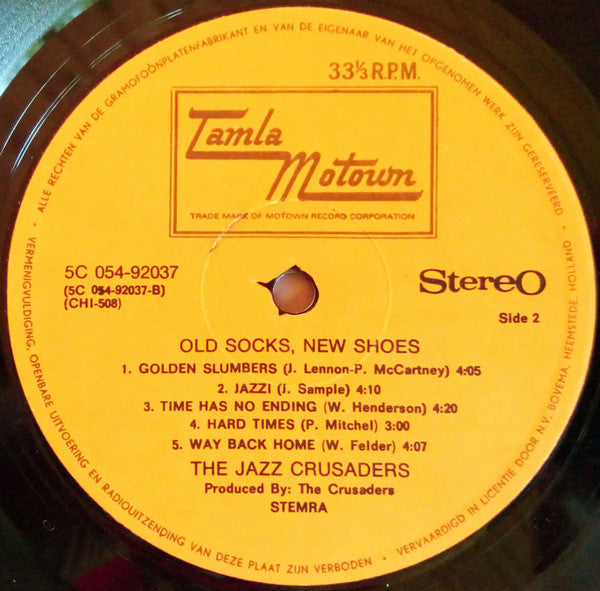 ALLE RECHTEN VAN DE GRAMOFOONPLATENFABRIKANT EN VAN DE EIGENAAR VAN HET OPGENOMEN WERK ZIJN GERESERVEERD
33⅓ R.P.M.
Tamla
Motown
TRADE MARK OF MOTOWN RECORD CORPORATION
5C 054-92037
(5C 054-92037-B)
(CHI-508)
StereO
Side 2
OLD SOCKS, NEW SHOES
1. GOLDEN SLUMBERS (J. Lennon-P. McCartney) 4:05
2. JAZZI (J. Sample) 4:10
3. TIME HAS NO ENDING (W. Henderson) 4:20
4. HARD TIMES (P. Mitchel) 3:00
5. WAY BACK HOME (W. Felder) 4:07
THE JAZZ CRUSADERS
Produced By: The Crusaders
STEMRA
VERMENIGVULDIGING, OPENBARE UITVOERING EN RADIOUITZENDING VAN DEZE PLAAT ZIJN VERBODEN
VERVAARDIGD IN LICENTIE DOOR N.V. BOVEMA, HEEMSTEDE, HOLLAND